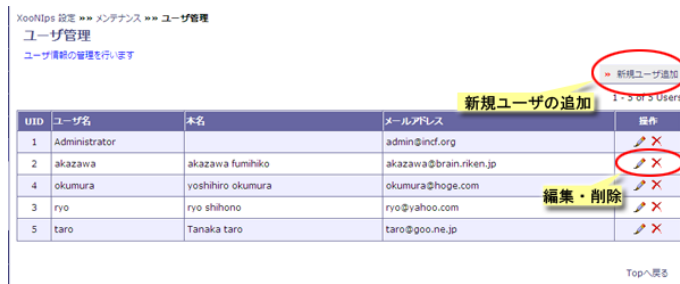 XooNIps 設定 »» メンテナンス »» ユーザ管理
ユーザ管理
ユーザ情報の管理を行います
» 新規ユーザ追加
新規ユーザの追加
1 - 5 of 5 Users
UID ユーザ名 本名 メールアドレス 操作
1 Administrator admin@incf.org
2 akazawa akazawa fumihiko akazawa@brain.riken.jp
4 okumura yoshihiro okumura okumura@hoge.com
編集・削除
3 ryo ryo shihono ryo@yahoo.com
5 taro Tanaka taro taro@goo.ne.jp
Topへ戻る